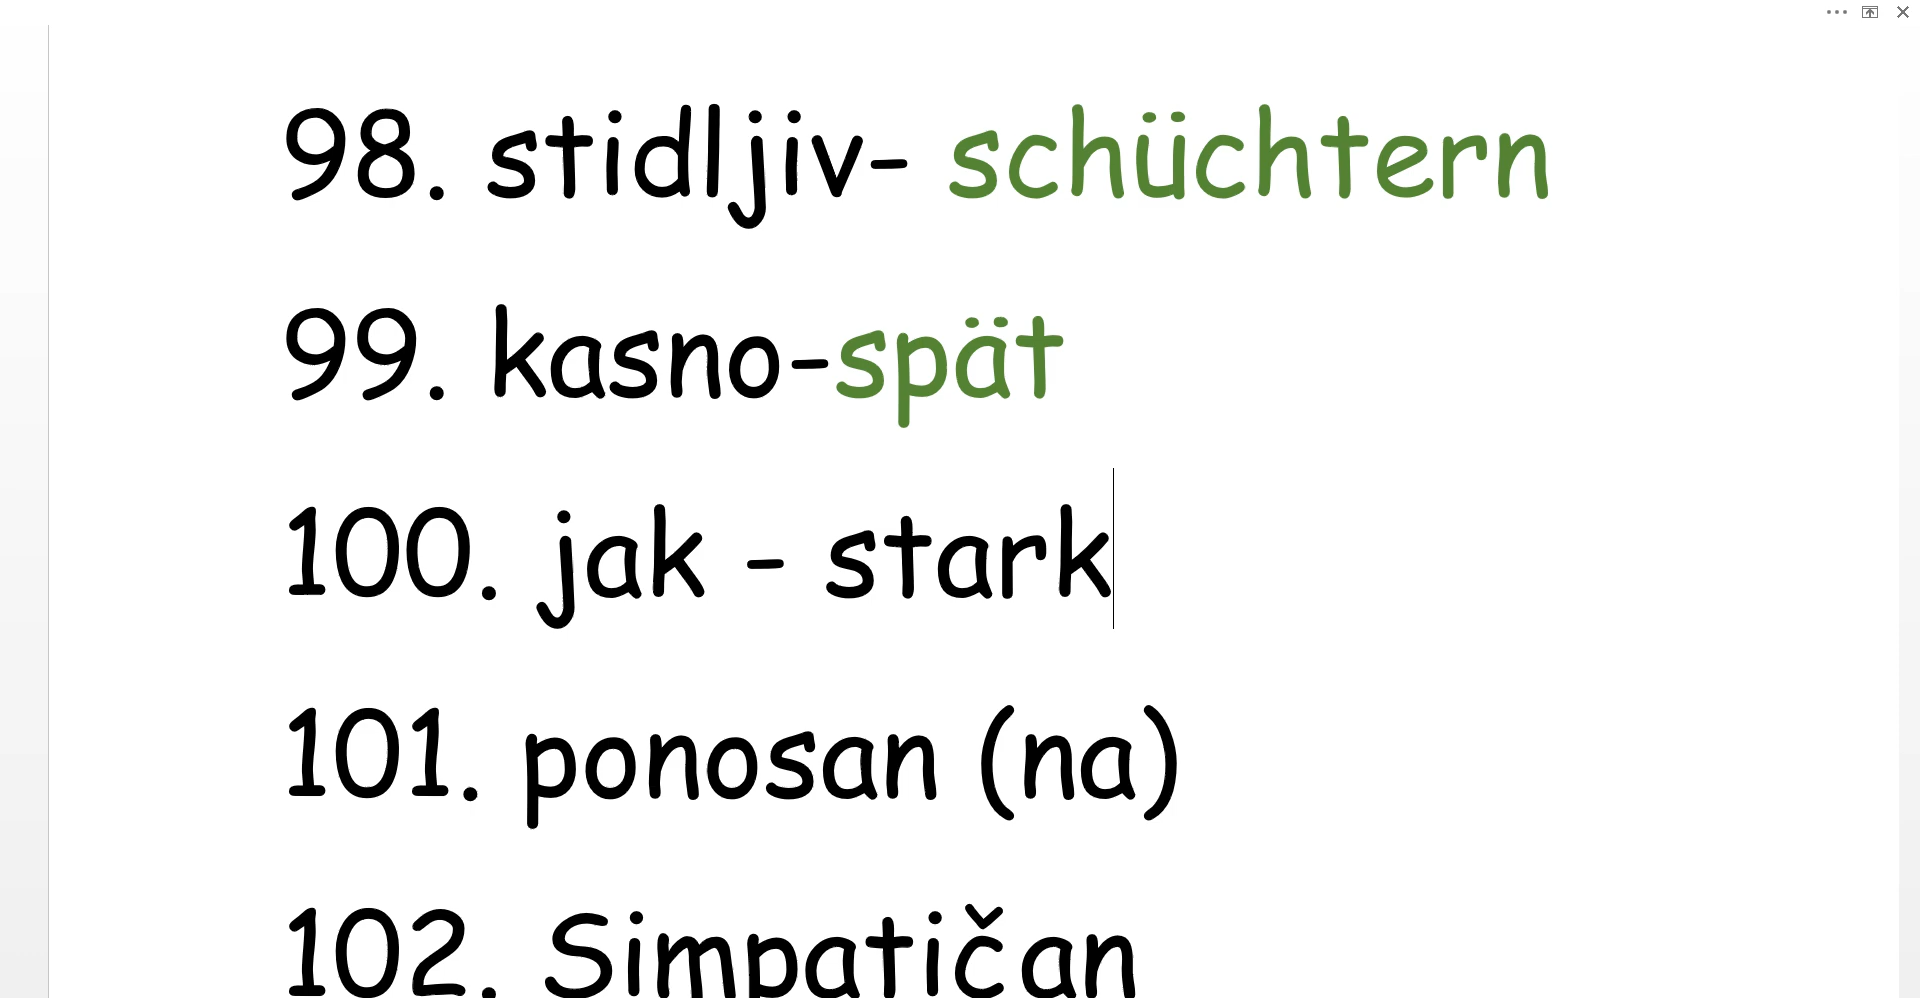 98. stidljiv- schüchtern
99. kasno-spät
100. jak - stark
101. ponosan (na)
102. Simpatičan